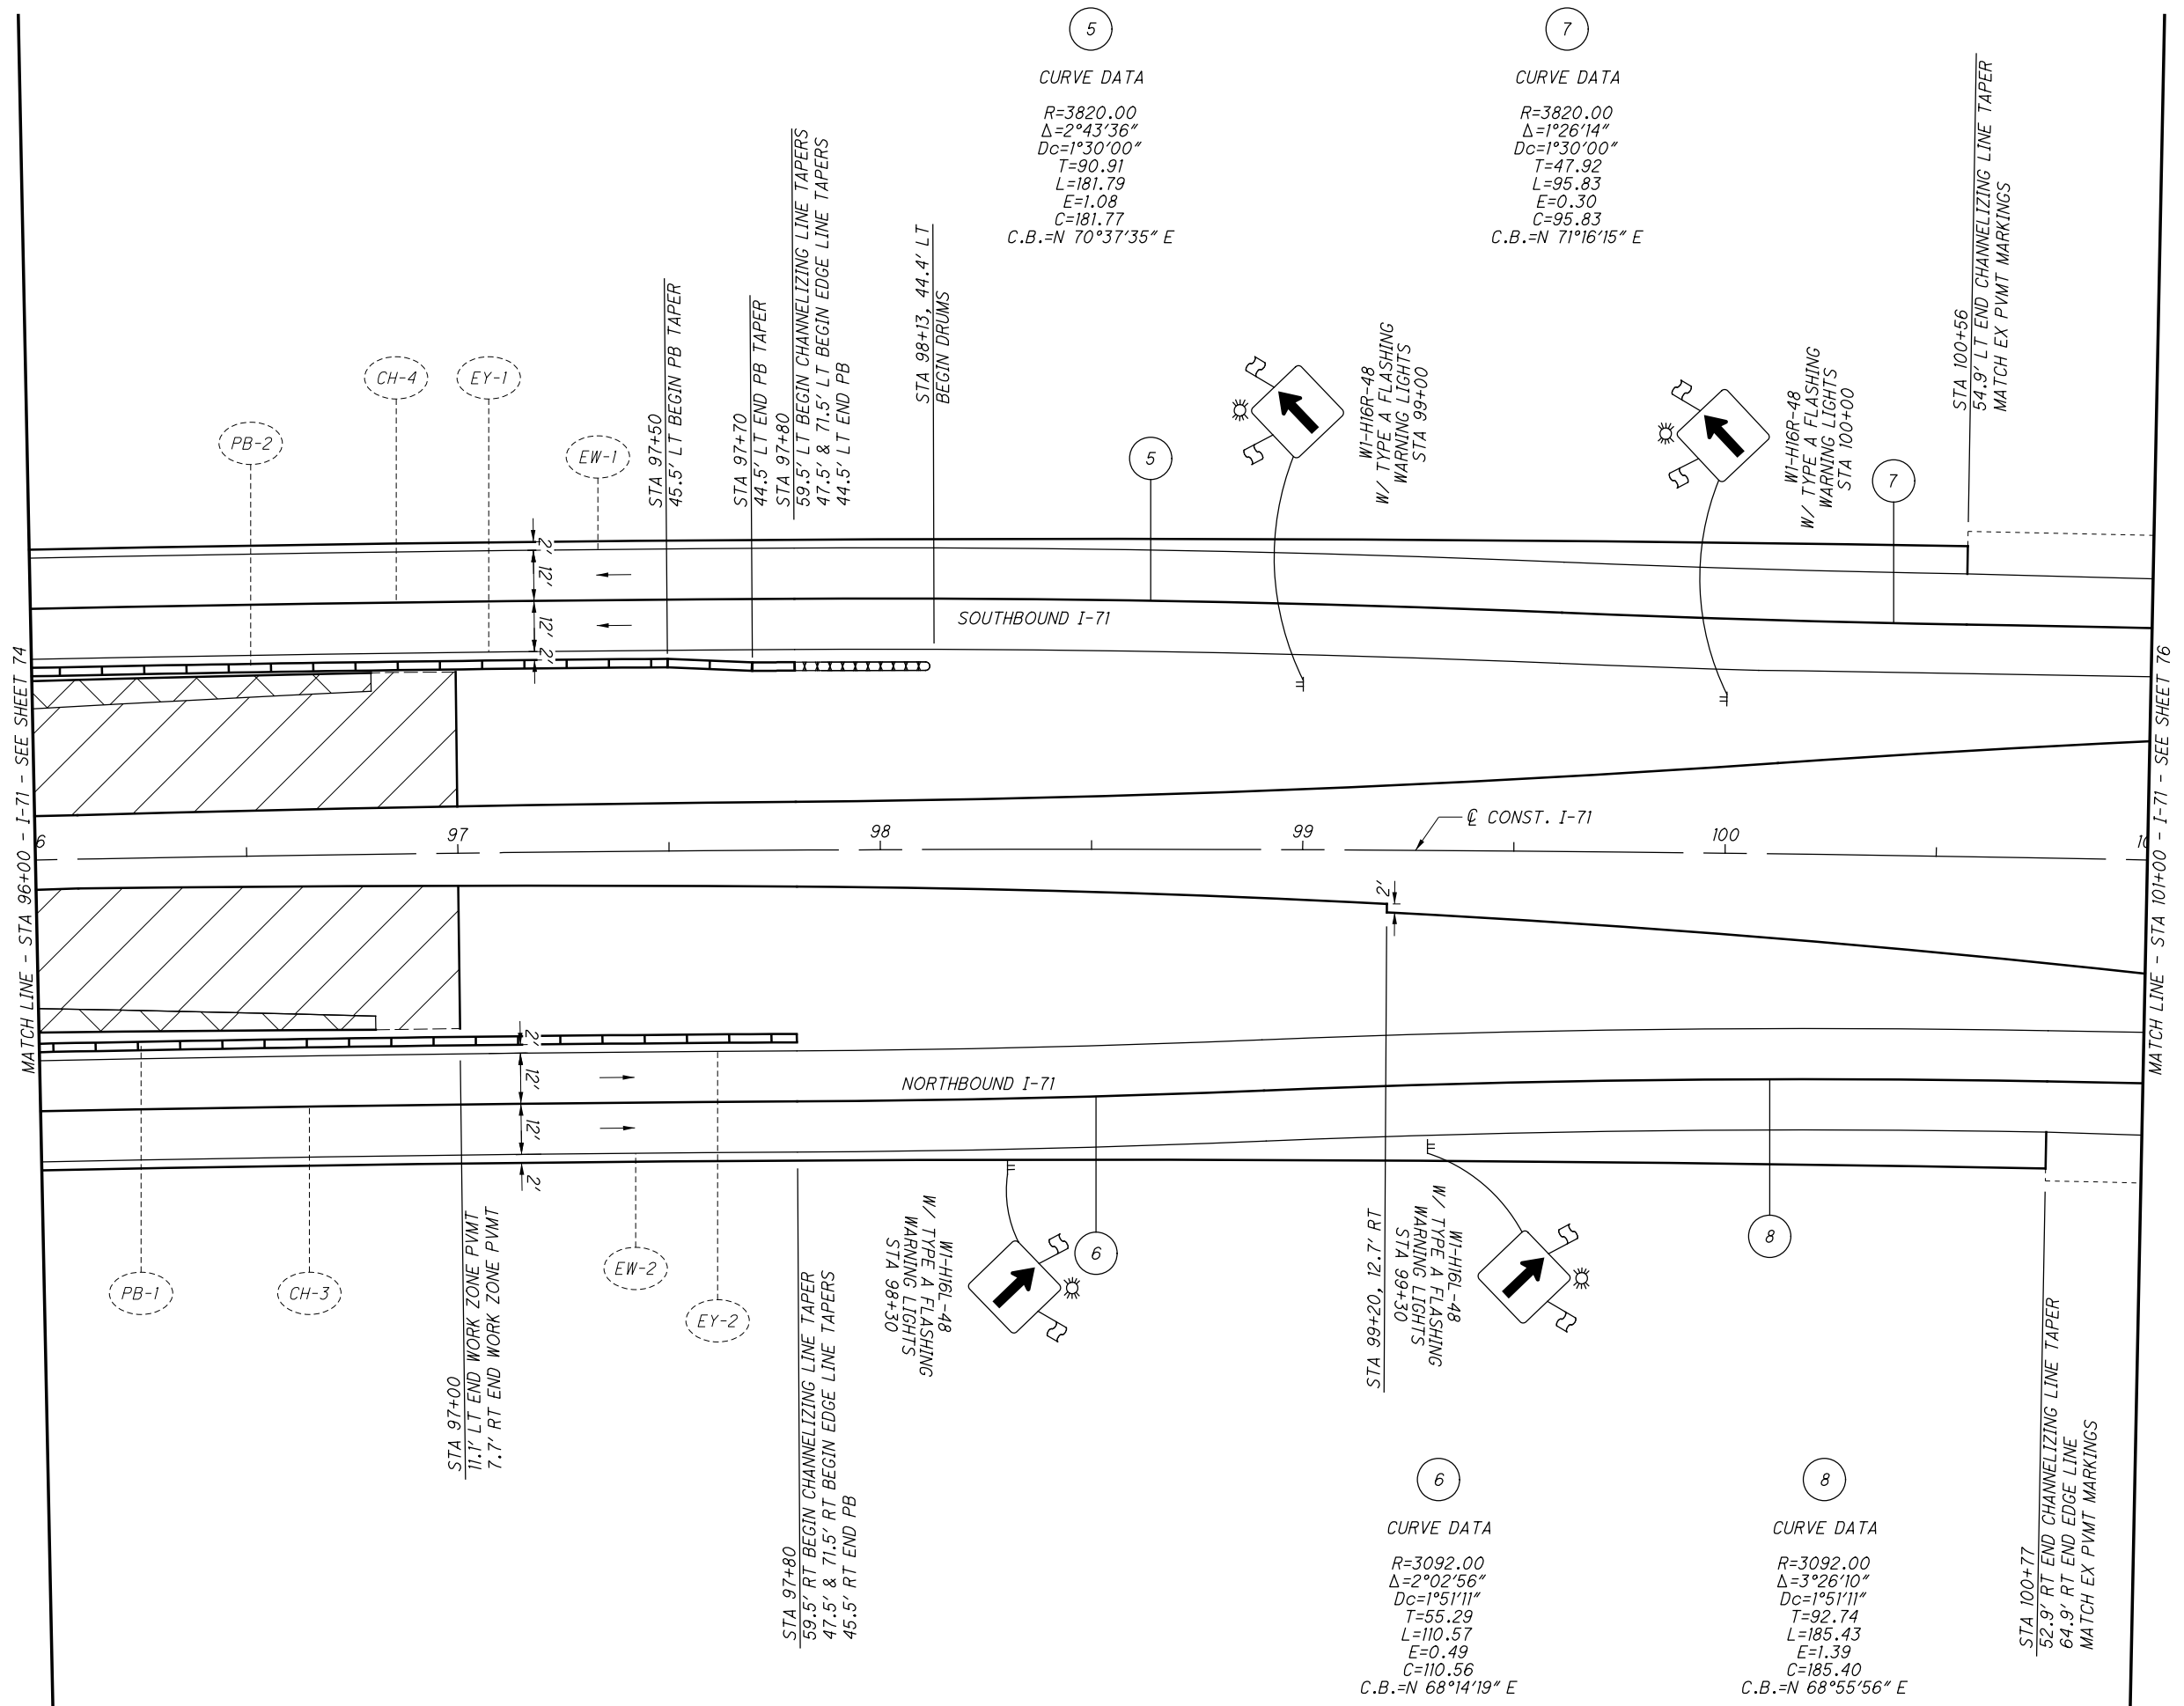 5
CURVE DATA
R=3820.00
Δ=2°43'36"
Dc=1°30'00"
T=90.91
L=181.79
E=1.08
C=181.77
C.B.=N 70°37'35" E
7
CURVE DATA
R=3820.00
Δ=1°26'14"
Dc=1°30'00"
T=47.92
L=95.83
E=0.30
C=95.83
C.B.=N 71°16'15" E
PB-2
CH-4
EY-1
EW-1
STA 97+50
45.5' LT BEGIN PB TAPER
STA 97+70
44.5' LT END PB TAPER
STA 97+80
59.5' LT BEGIN CHANNELIZING LINE TAPERS
47.5' & 71.5' LT BEGIN EDGE LINE TAPERS
44.5' LT END PB
STA 98+13, 44.4' LT
BEGIN DRUMS
5
W1-H16R-48
W/ TYPE A FLASHING
WARNING LIGHTS
STA 99+00
W1-H16R-48
W/ TYPE A FLASHING
WARNING LIGHTS
STA 100+00
7
STA 100+56
54.9' LT END CHANNELIZING LINE TAPER
MATCH EX PVMT MARKINGS
2'
12'
12'
2'
SOUTHBOUND I-71
MATCH LINE - STA 96+00 - I-71 - SEE SHEET 74
MATCH LINE - STA 101+00 - I-71 - SEE SHEET 76
6
97
98
99
100
10
℄ CONST. I-71
2'
2'
12'
12'
2'
NORTHBOUND I-71
PB-1
CH-3
STA 97+00
11.1' LT END WORK ZONE PVMT
7.7' RT END WORK ZONE PVMT
EW-2
EY-2
STA 97+80
59.5' RT BEGIN CHANNELIZING LINE TAPER
47.5' & 71.5' RT BEGIN EDGE LINE TAPERS
45.5' RT END PB
W1-H16L-48
W/ TYPE A FLASHING
WARNING LIGHTS
STA 98+30
6
STA 99+20, 12.7' RT
W1-H16L-48
W/ TYPE A FLASHING
WARNING LIGHTS
STA 99+30
8
STA 100+77
52.9' RT END CHANNELIZING LINE TAPER
64.9' RT END EDGE LINE
MATCH EX PVMT MARKINGS
6
CURVE DATA
R=3092.00
Δ=2°02'56"
Dc=1°51'11"
T=55.29
L=110.57
E=0.49
C=110.56
C.B.=N 68°14'19" E
8
CURVE DATA
R=3092.00
Δ=3°26'10"
Dc=1°51'11"
T=92.74
L=185.43
E=1.39
C=185.40
C.B.=N 68°55'56" E